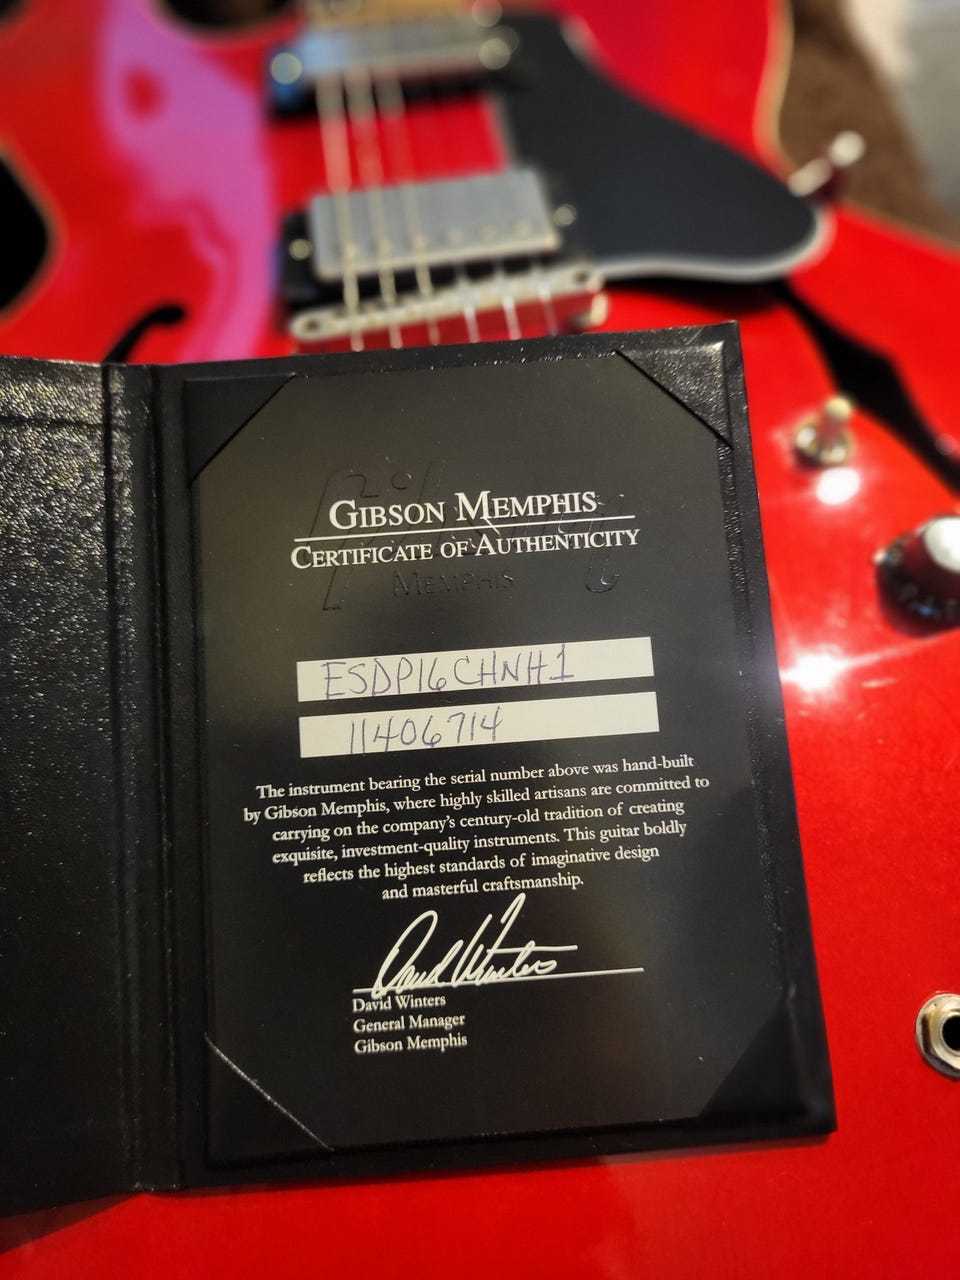 GIBSON MEMPHIS
CERTIFICATE OF AUTHENTICITY
MEMPHIS
ESDP16CHNH1
11406714
The instrument bearing the serial number above was hand-built
by Gibson Memphis, where highly skilled artisans are committed to
carrying on the company's century-old tradition of creating
exquisite, investment-quality instruments. This guitar boldly
reflects the highest standards of imaginative design
and masterful craftsmanship.
David Winters
David Winters
General Manager
Gibson Memphis